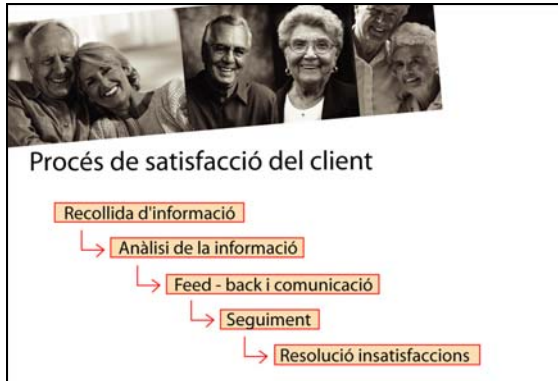 Procés de satisfacció del client
Recollida d'informació
Anàlisi de la informació
Feed - back i comunicació
Seguiment
Resolució insatisfaccions